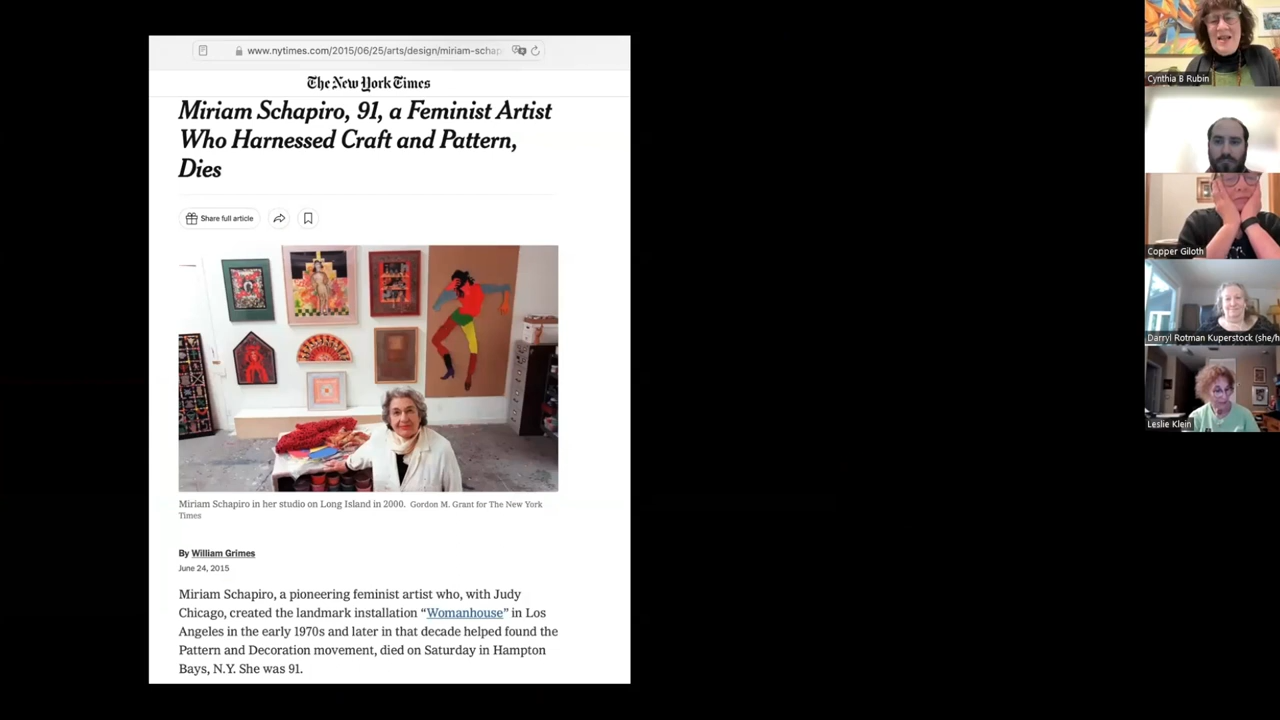 www.nytimes.com/2015/06/25/arts/design/miriam-schap
The New York Times
Miriam Schapiro, 91, a Feminist Artist
Who Harnessed Craft and Pattern,
Dies
Share full article
Miriam Schapiro in her studio on Long Island in 2000. Gordon M. Grant for The New York
Times
By William Grimes
June 24, 2015
Miriam Schapiro, a pioneering feminist artist who, with Judy
Chicago, created the landmark installation “Womanhouse” in Los
Angeles in the early 1970s and later in that decade helped found the
Pattern and Decoration movement, died on Saturday in Hampton
Bays, N.Y. She was 91.
Cynthia B Rubin
Copper Giloth
Darryl Rotman Kuperstock (she/h
Leslie Klein